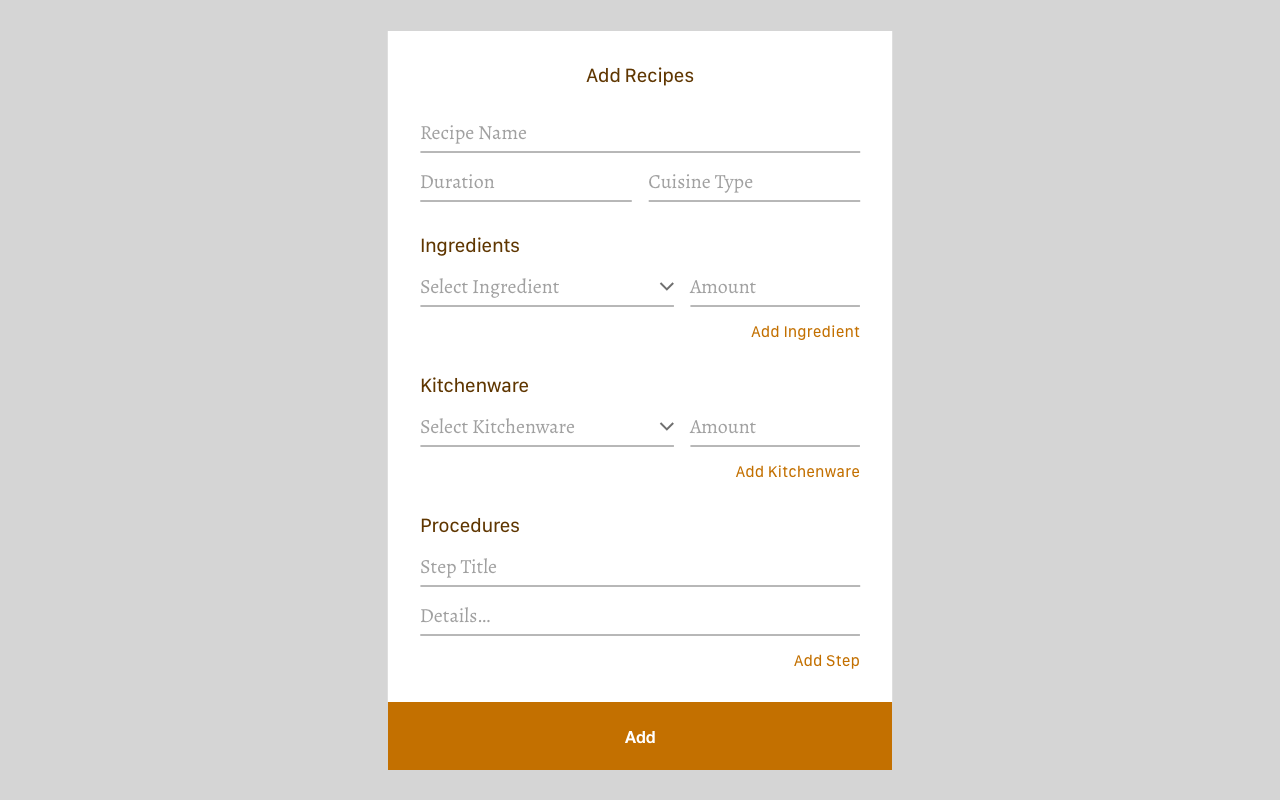 Add Recipes
Recipe Name
Duration Cuisine Type
Ingredients
Select Ingredient Amount
Add Ingredient
Kitchenware
Select Kitchenware Amount
Add Kitchenware
Procedures
Step Title
Details...
Add Step
Add